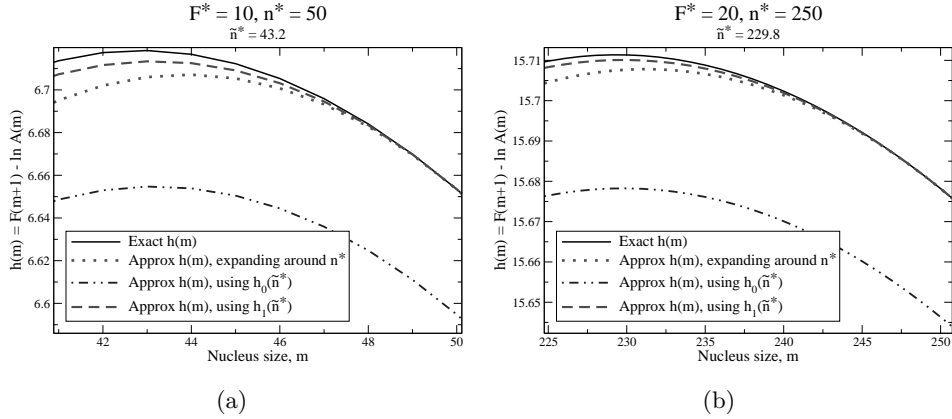 F* = 10, n* = 50
ñ* = 43.2
h(m) = F(m+1) - ln A(m)
6.7
6.68
6.66
6.64
6.62
6.6
Exact h(m)
Approx h(m), expanding around n*
Approx h(m), using h₀(ñ*)
Approx h(m), using h₁(ñ*)
42 44 46 48 50
Nucleus size, m
(a)
F* = 20, n* = 250
ñ* = 229.8
h(m) = F(m+1) - ln A(m)
15.71
15.7
15.69
15.68
15.67
15.66
15.65
Exact h(m)
Approx h(m), expanding around n*
Approx h(m), using h₀(ñ*)
Approx h(m), using h₁(ñ*)
225 230 235 240 245 250
Nucleus size, m
(b)